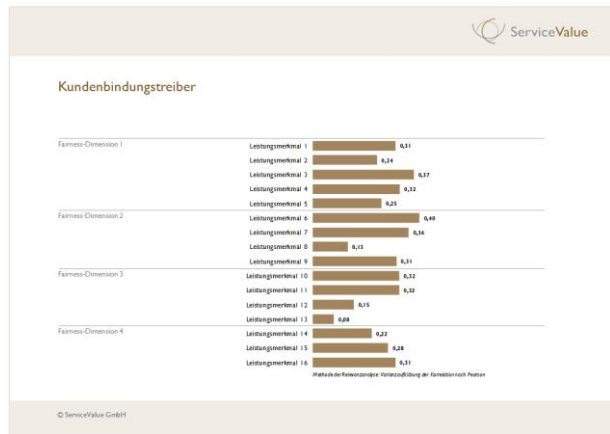 ServiceValue
Kundenbindungstreiber
Fairness-Dimension 1
Leistungsmerkmal 1 0,31
Leistungsmerkmal 2 0,24
Leistungsmerkmal 3 0,37
Leistungsmerkmal 4 0,32
Leistungsmerkmal 5 0,25
Fairness-Dimension 2
Leistungsmerkmal 6 0,40
Leistungsmerkmal 7 0,36
Leistungsmerkmal 8 0,13
Leistungsmerkmal 9 0,31
Fairness-Dimension 3
Leistungsmerkmal 10 0,32
Leistungsmerkmal 11 0,32
Leistungsmerkmal 12 0,15
Leistungsmerkmal 13 0,08
Fairness-Dimension 4
Leistungsmerkmal 14 0,22
Leistungsmerkmal 15 0,28
Leistungsmerkmal 16 0,31
Methode der Relevanzanalyse: Varianzaufklärung der Korrelation nach Pearson
© ServiceValue GmbH